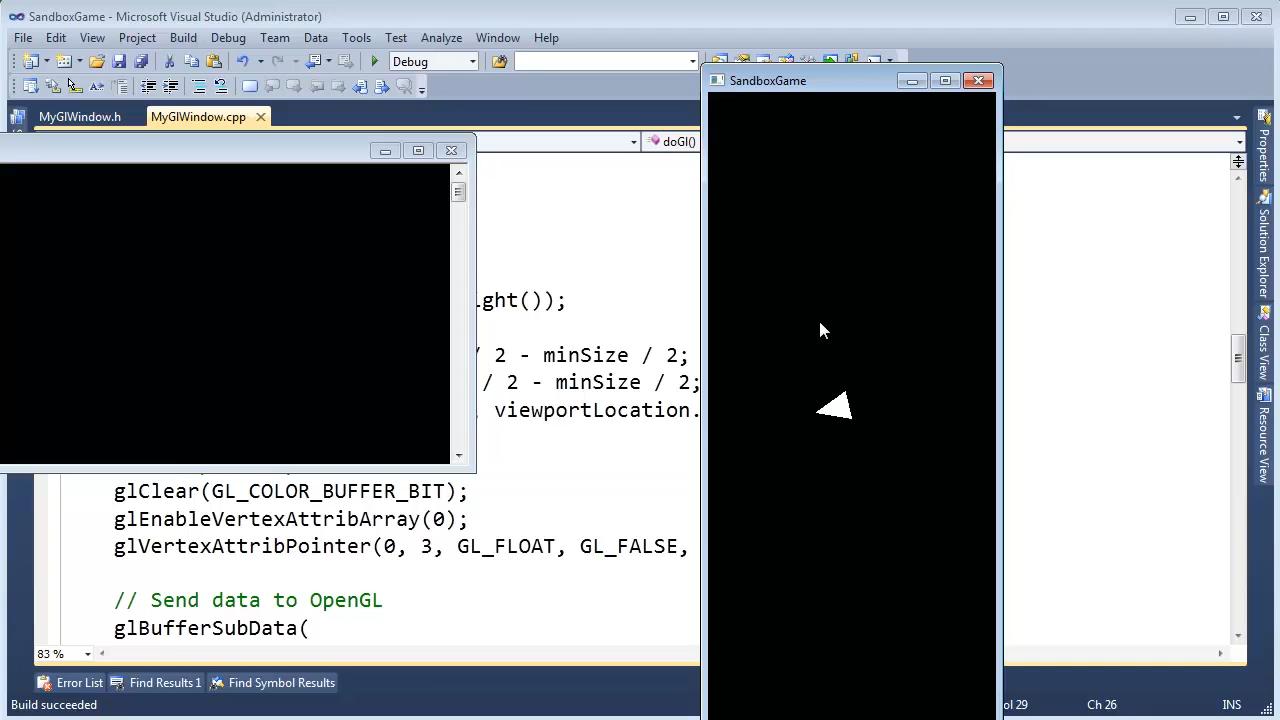 SandboxGame - Microsoft Visual Studio (Administrator)
File Edit View Project Build Debug Team Data Tools Test Analyze Window Help
Debug
SandboxGame
MyGlWindow.h MyGlWindow.cpp
doGl()
ght());
/ 2 - minSize / 2;
/ 2 - minSize / 2;
, viewportLocation.
glClear(GL_COLOR_BUFFER_BIT);
glEnableVertexAttribArray(0);
glVertexAttribPointer(0, 3, GL_FLOAT, GL_FALSE,
// Send data to OpenGL
glBufferSubData(
83 %
Error List Find Results 1 Find Symbol Results
Build succeeded
ol 29 Ch 26 INS
Properties
Solution Explorer
Class View
Resource View